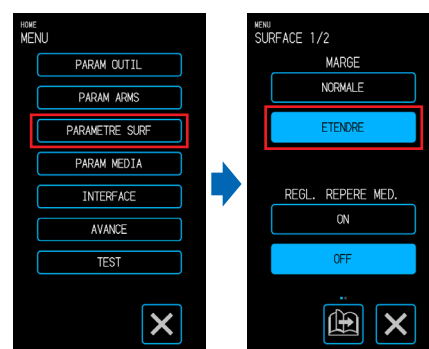 HOME
MENU
PARAM OUTIL
PARAM ARMS
PARAMETRE SURF
PARAM MEDIA
INTERFACE
AVANCE
TEST
MENU
SURFACE 1/2
MARGE
NORMALE
ETENDRE
REGL. REPERE MED.
ON
OFF